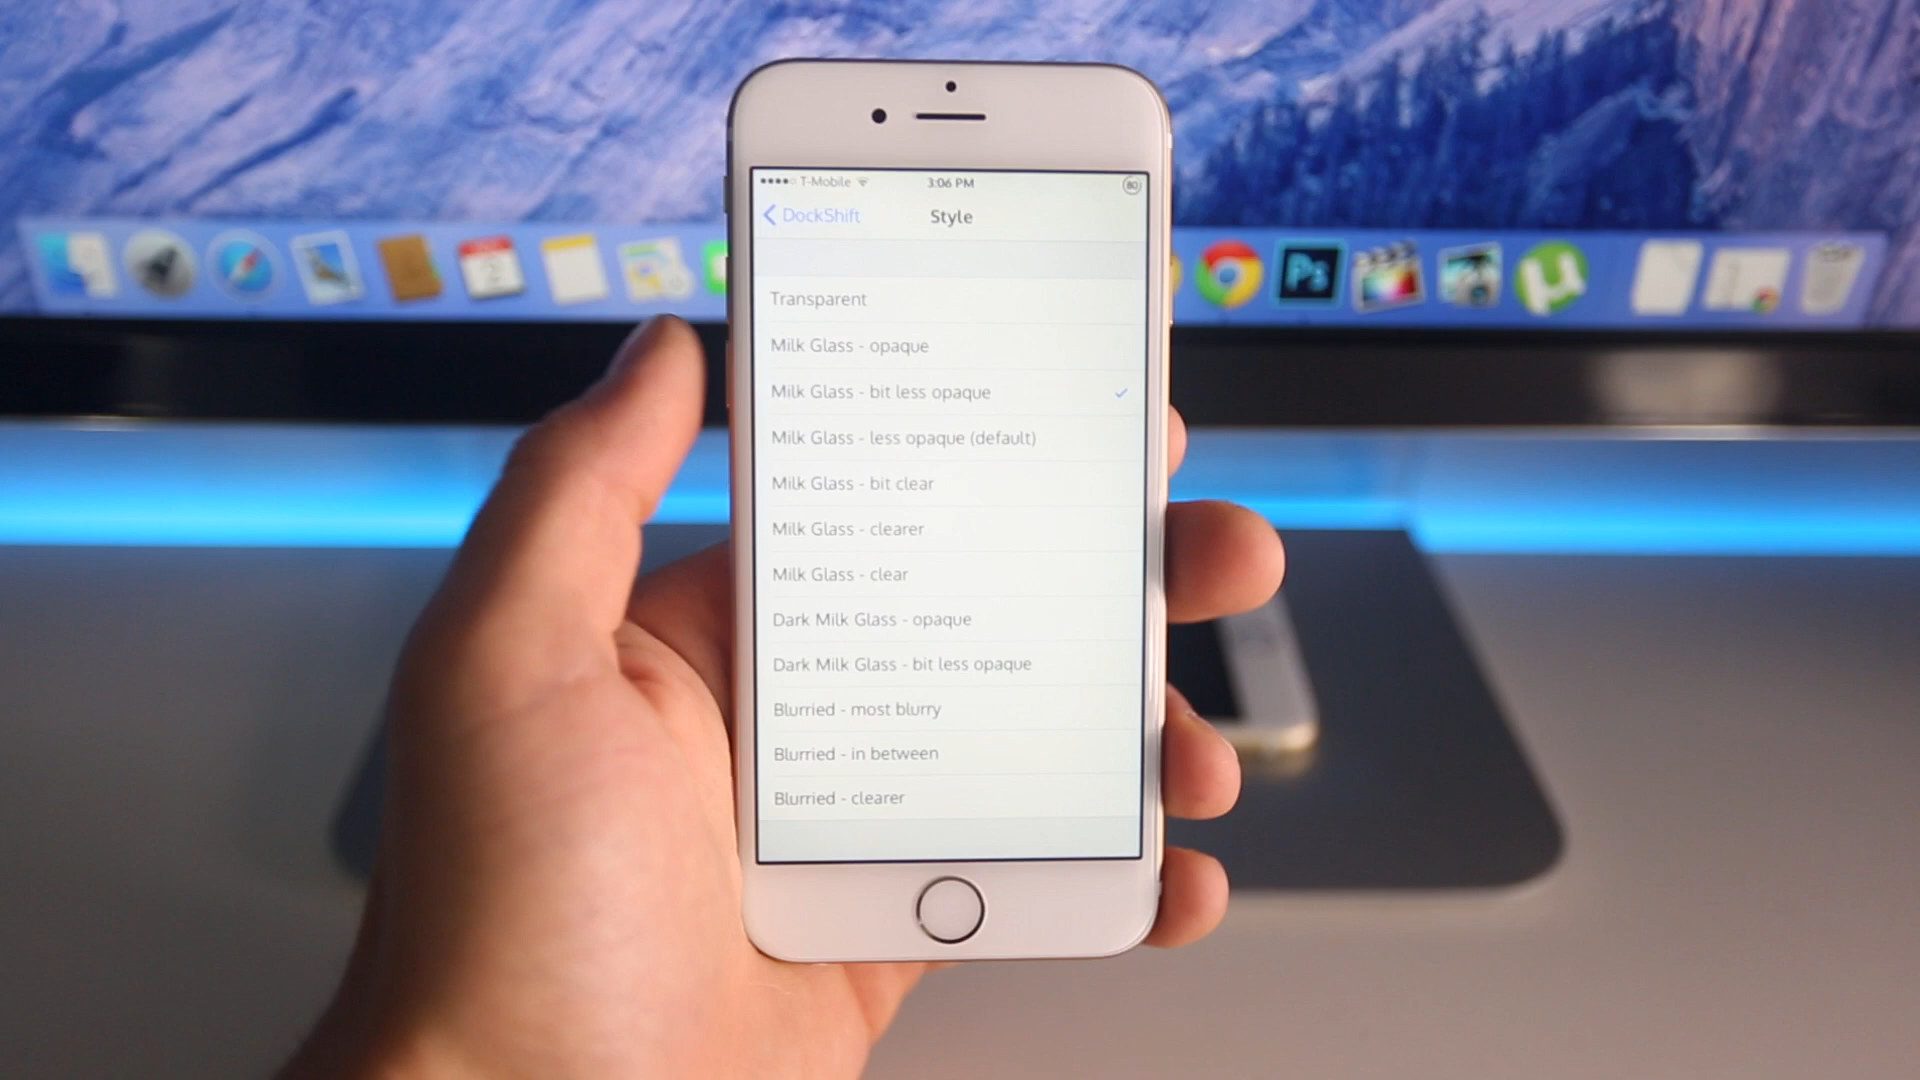 T-Mobile 3:06 PM 80
DockShift Style
Transparent
Milk Glass - opaque
Milk Glass - bit less opaque
Milk Glass - less opaque (default)
Milk Glass - bit clear
Milk Glass - clearer
Milk Glass - clear
Dark Milk Glass - opaque
Dark Milk Glass - bit less opaque
Blurried - most blurry
Blurried - in between
Blurried - clearer
2
Ps
µ